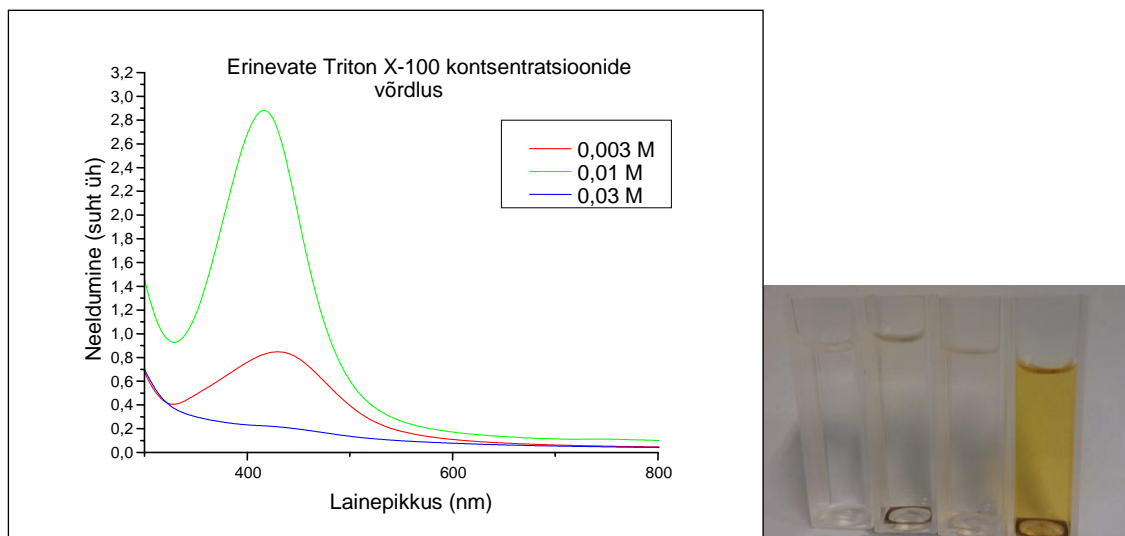 Erinevate Triton X-100 kontsentratsioonide
võrdlus
3,2
3,0
2,8
2,6
2,4
2,2
2,0
1,8
1,6
1,4
1,2
1,0
0,8
0,6
0,4
0,2
0,0
Neeldumine (suht üh)
0,003 M
0,01 M
0,03 M
400
600
800
Lainepikkus (nm)